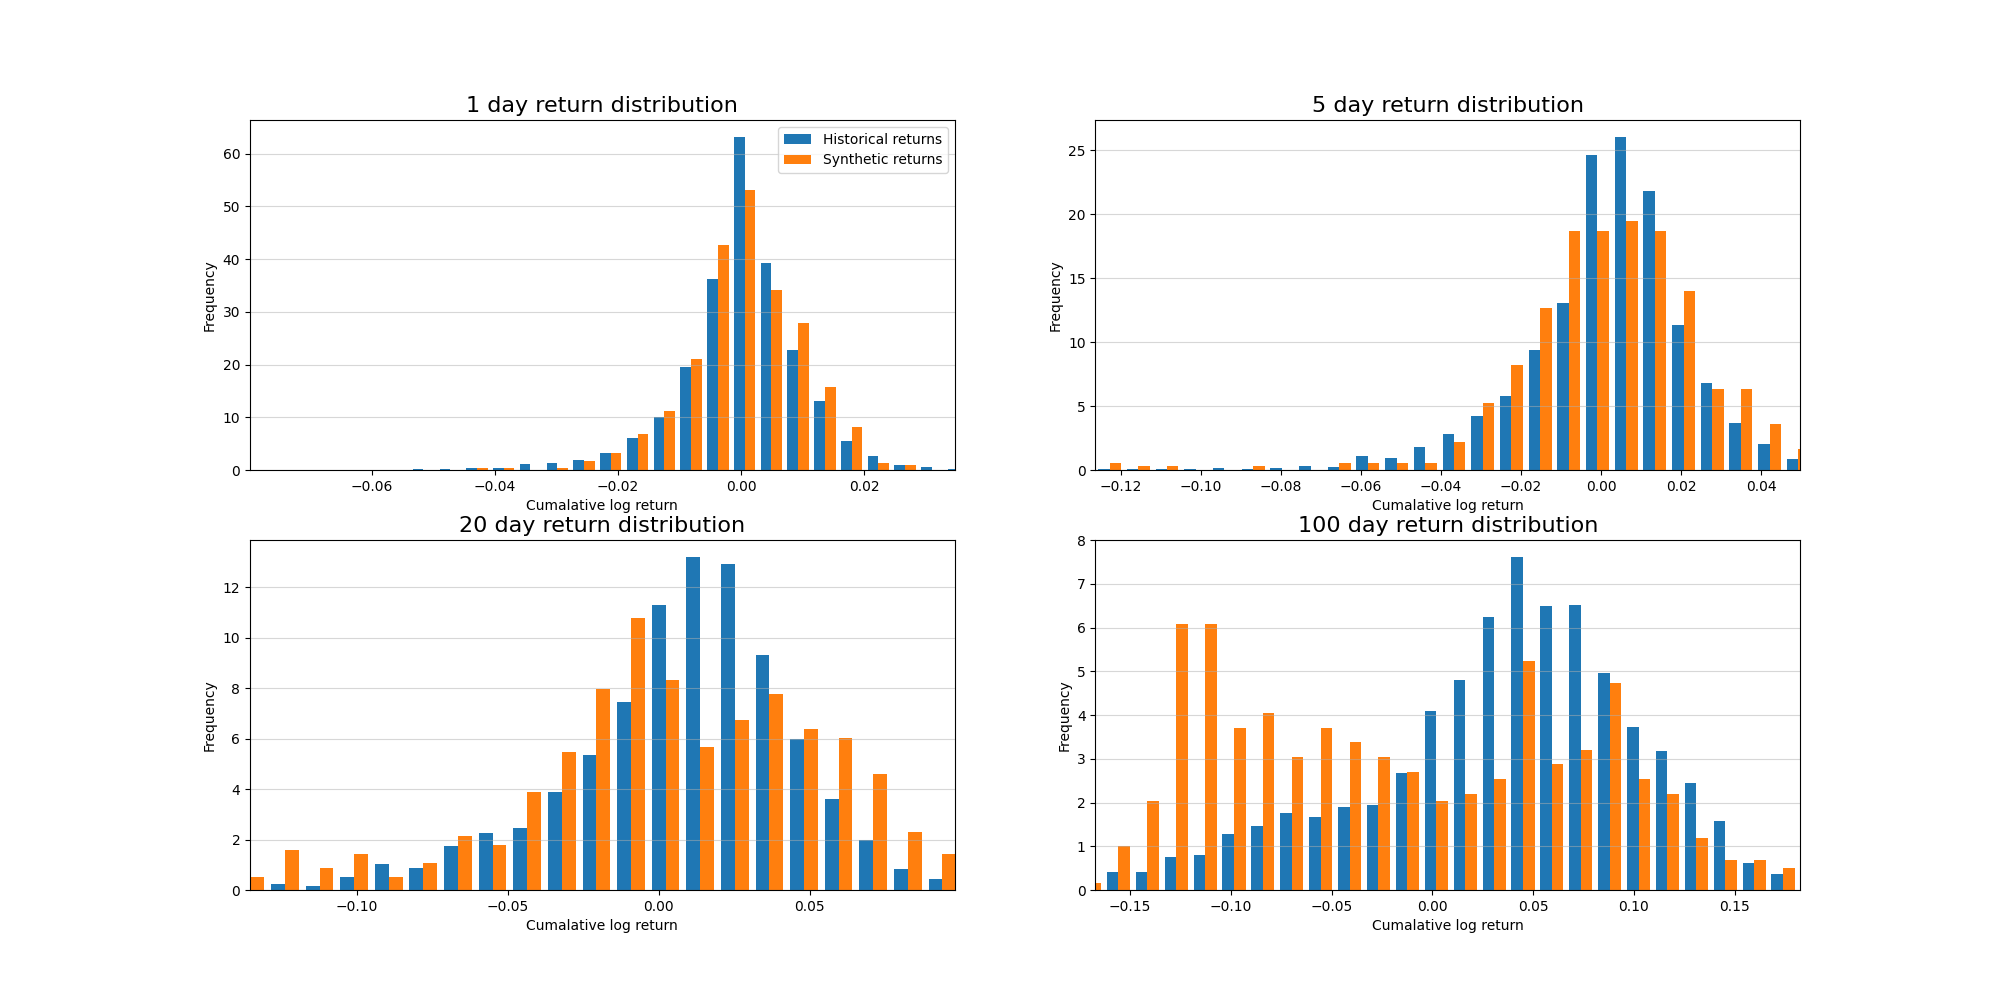 1 day return distribution
Historical returns
Synthetic returns
Frequency
60
50
40
30
20
10
0
−0.06 −0.04 −0.02 0.00 0.02
Cumalative log return
5 day return distribution
Frequency
25
20
15
10
5
0
−0.12 −0.10 −0.08 −0.06 −0.04 −0.02 0.00 0.02 0.04
Cumalative log return
20 day return distribution
Frequency
12
10
8
6
4
2
0
−0.10 −0.05 0.00 0.05
Cumalative log return
100 day return distribution
Frequency
8
7
6
5
4
3
2
1
0
−0.15 −0.10 −0.05 0.00 0.05 0.10 0.15
Cumalative log return